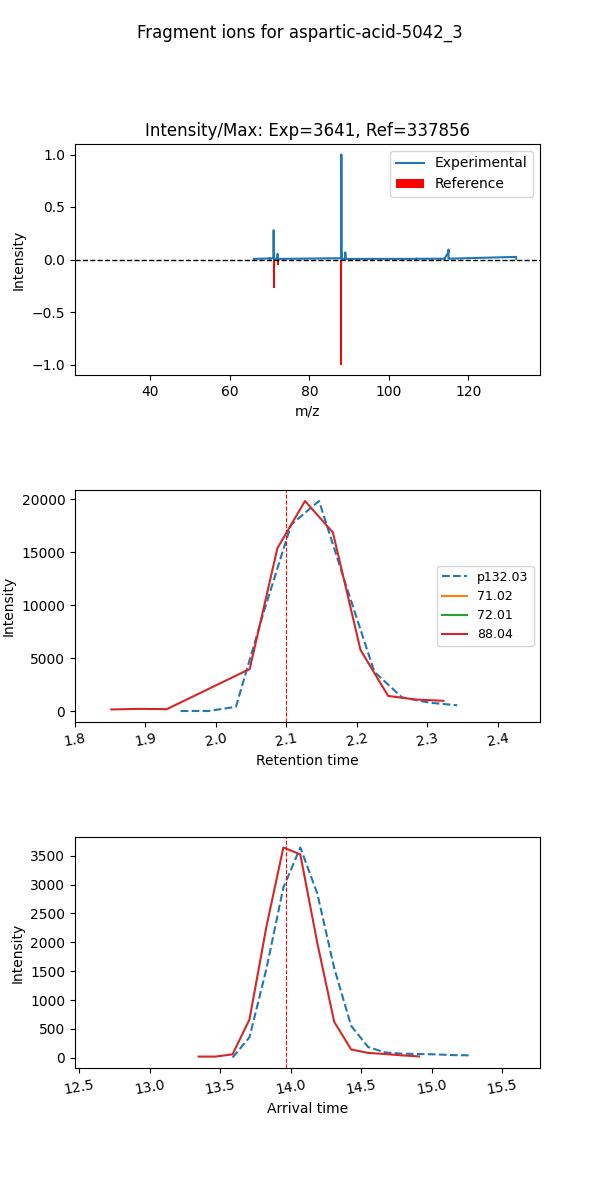 Fragment ions for aspartic-acid-5042_3
Intensity/Max: Exp=3641, Ref=337856
1.0
0.5
0.0
−0.5
−1.0
Intensity
Experimental
Reference
40 60 80 100 120
m/z
20000
15000
10000
5000
0
Intensity
p132.03
71.02
72.01
88.04
1.8 1.9 2.0 2.1 2.2 2.3 2.4
Retention time
3500
3000
2500
2000
1500
1000
500
0
Intensity
12.5 13.0 13.5 14.0 14.5 15.0 15.5
Arrival time